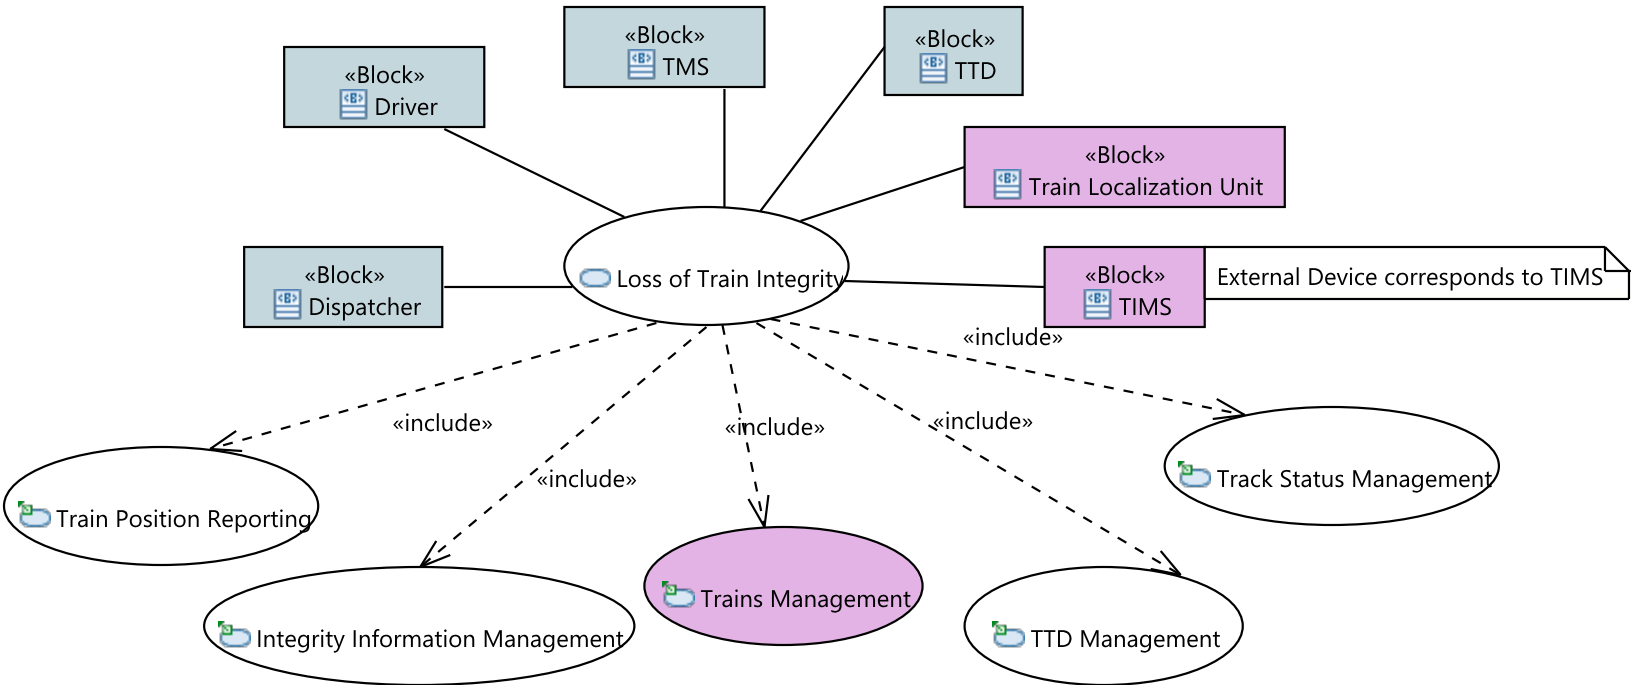 «Block»
TMS
«Block»
TTD
«Block»
Driver
«Block»
Train Localization Unit
«Block»
Dispatcher
Loss of Train Integrity
«Block»
TIMS
External Device corresponds to TIMS
«include»
«include»
«include»
«include»
«include»
Track Status Management
Train Position Reporting
Trains Management
Integrity Information Management
TTD Management